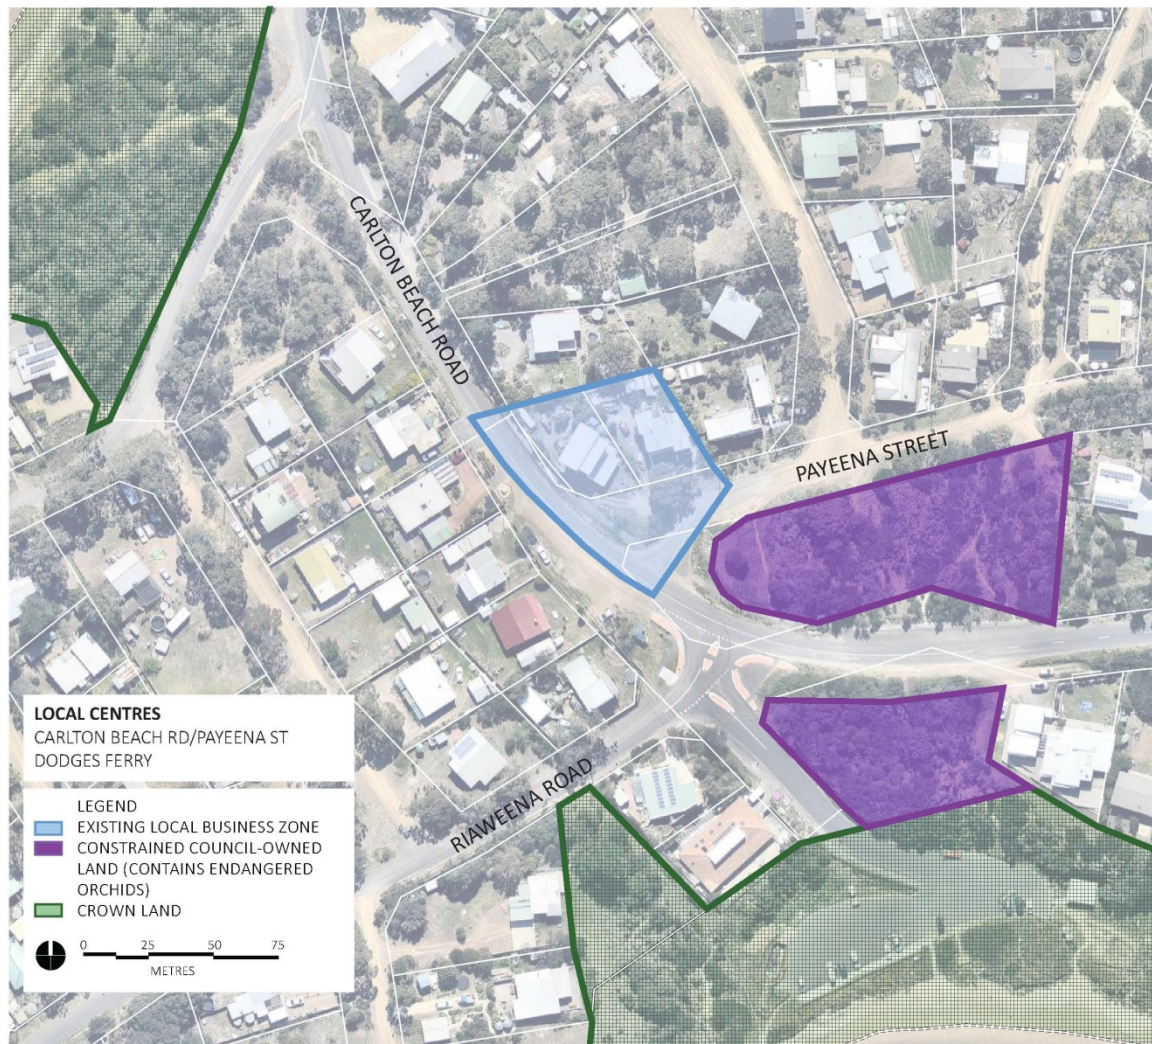 CARLTON BEACH ROAD
PAYEENA STREET
RIAWEENA ROAD
LOCAL CENTRES
CARLTON BEACH RD/PAYEENA ST
DODGES FERRY
LEGEND
EXISTING LOCAL BUSINESS ZONE
CONSTRAINED COUNCIL-OWNED
LAND (CONTAINS ENDANGERED
ORCHIDS)
CROWN LAND
0 25 50 75
METRES